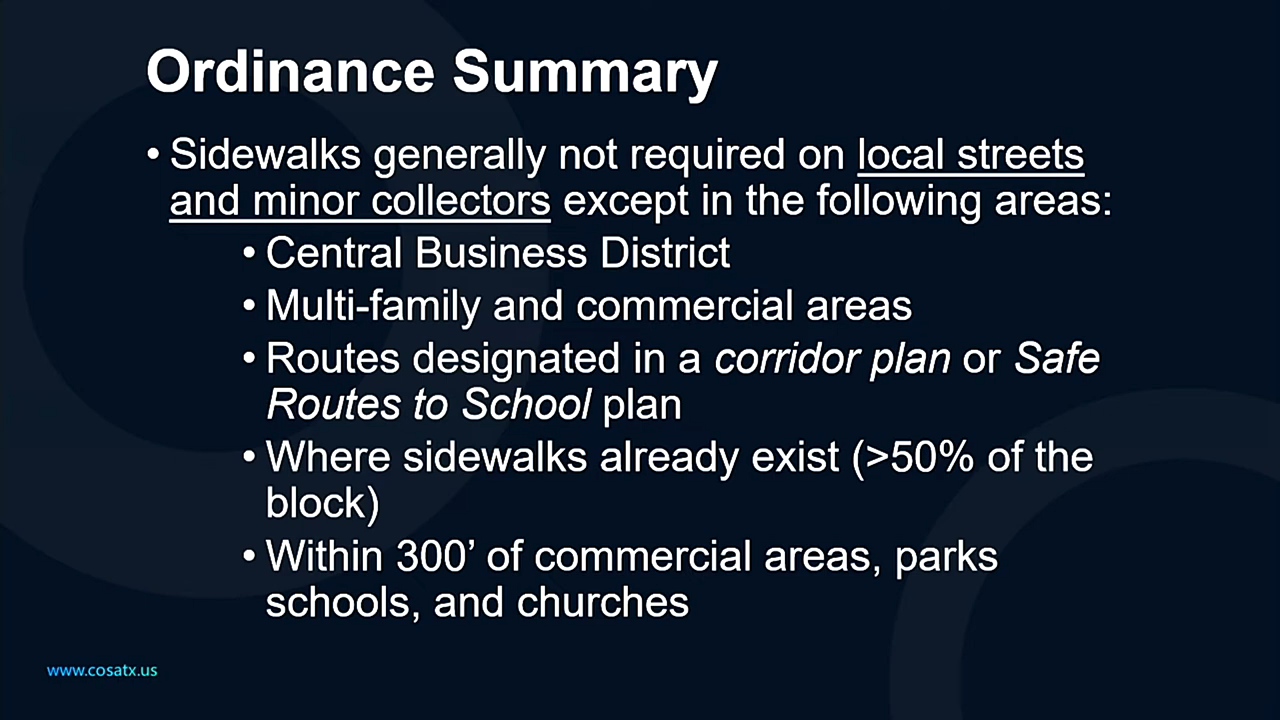 Ordinance Summary
• Sidewalks generally not required on local streets
and minor collectors except in the following areas:
• Central Business District
• Multi-family and commercial areas
• Routes designated in a corridor plan or Safe
Routes to School plan
• Where sidewalks already exist (>50% of the
block)
• Within 300’ of commercial areas, parks
schools, and churches
www.cosatx.us